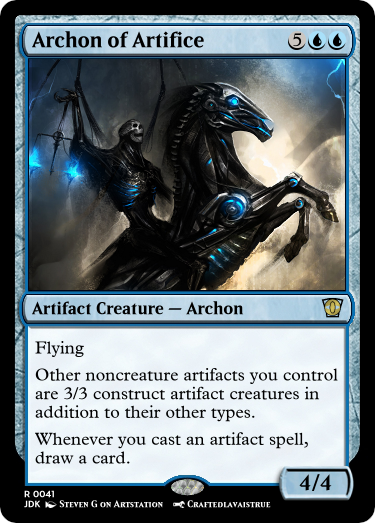 Archon of Artifice 5
Artifact Creature — Archon
Flying
Other noncreature artifacts you control
are 3/3 construct artifact creatures in
addition to their other types.
Whenever you cast an artifact spell,
draw a card.
4/4
R 0041
JDK Steven G on Artstation Craftedlavaistrue